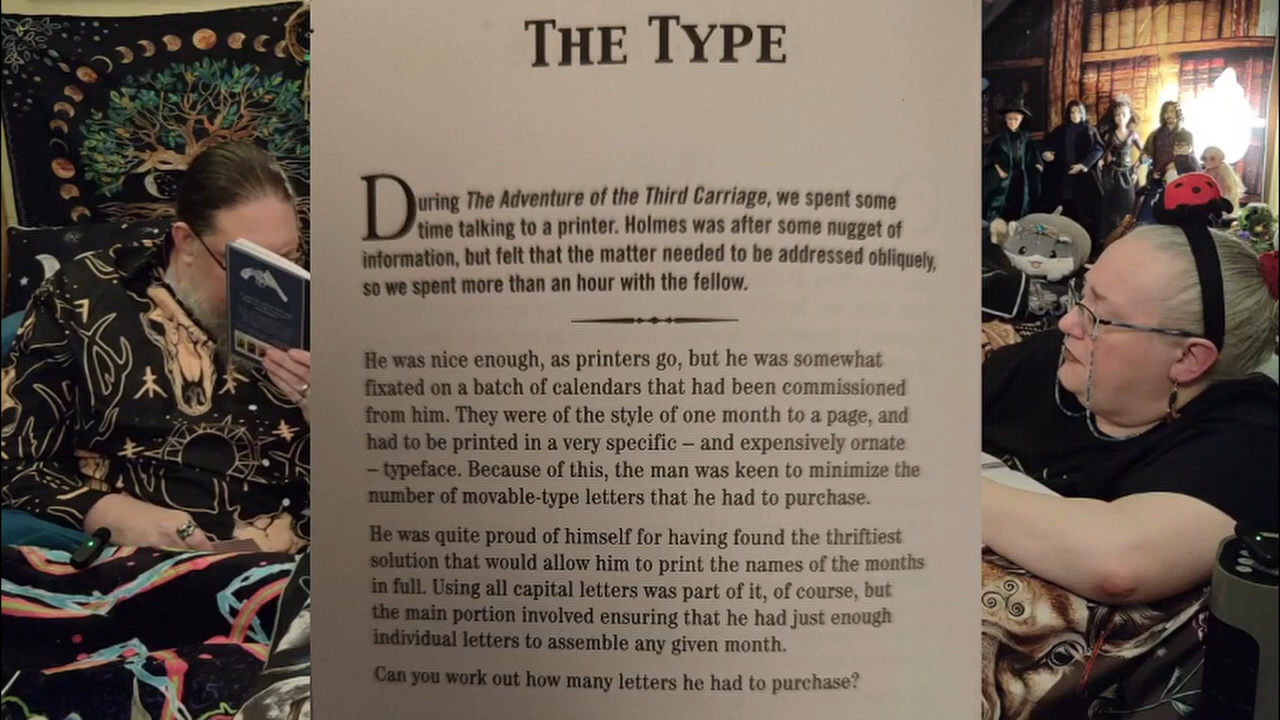 THE TYPE
During The Adventure of the Third Carriage, we spent some
time talking to a printer. Holmes was after some nugget of
information, but felt that the matter needed to be addressed obliquely,
so we spent more than an hour with the fellow.
He was nice enough, as printers go, but he was somewhat
fixated on a batch of calendars that had been commissioned
from him. They were of the style of one month to a page, and
had to be printed in a very specific – and expensively ornate
– typeface. Because of this, the man was keen to minimize the
number of movable-type letters that he had to purchase.
He was quite proud of himself for having found the thriftiest
solution that would allow him to print the names of the months
in full. Using all capital letters was part of it, of course, but
the main portion involved ensuring that he had just enough
individual letters to assemble any given month.
Can you work out how many letters he had to purchase?